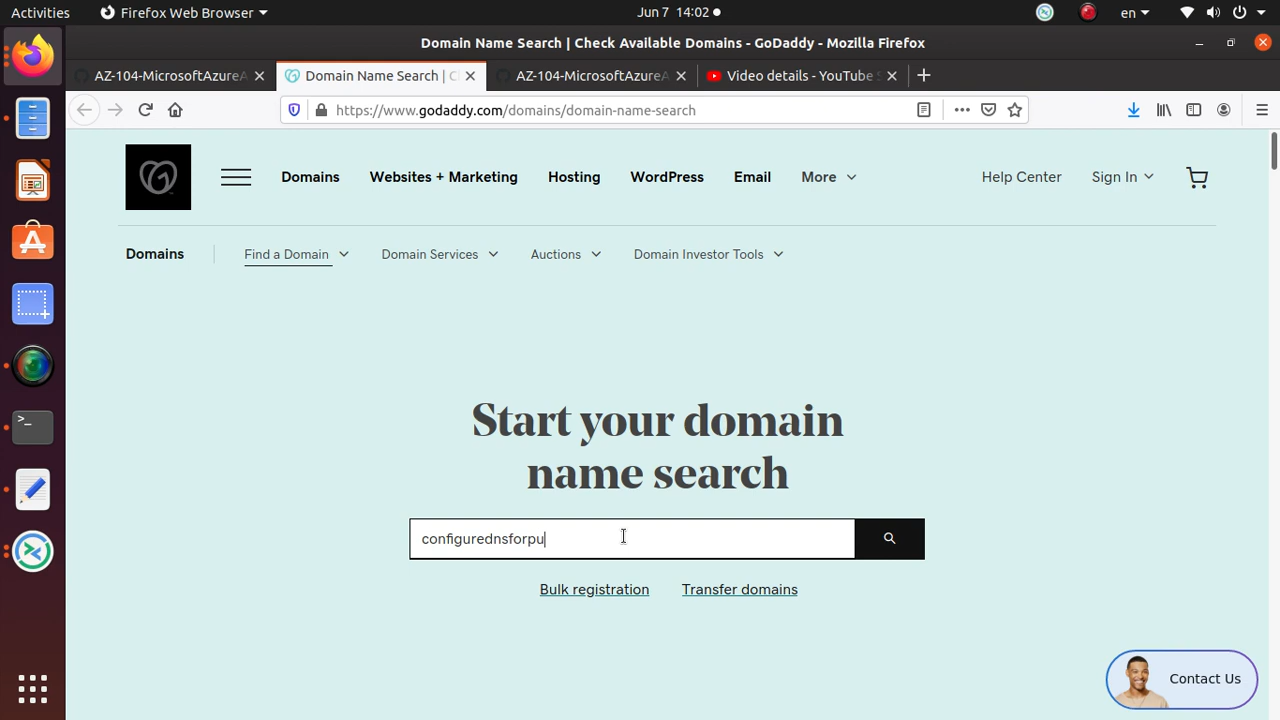 Activities Firefox Web Browser Jun 7 14:02 en
Domain Name Search | Check Available Domains - GoDaddy - Mozilla Firefox
AZ-104-MicrosoftAzureA Domain Name Search | C AZ-104-MicrosoftAzureA Video details - YouTube S
https://www.godaddy.com/domains/domain-name-search
Domains Websites + Marketing Hosting WordPress Email More Help Center Sign In
Domains Find a Domain Domain Services Auctions Domain Investor Tools
Start your domain
name search
configurednsforpu
Bulk registration Transfer domains
Contact Us